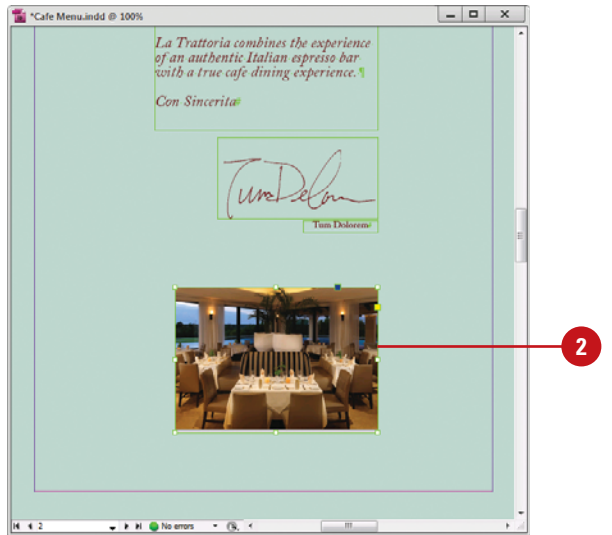 *Cafe Menu.indd @ 100%
La Trattoria combines the experience
of an authentic Italian espresso bar
with a true cafe dining experience.¶
Con Sincerita#
Tum Dolorem#
2
2
No errors